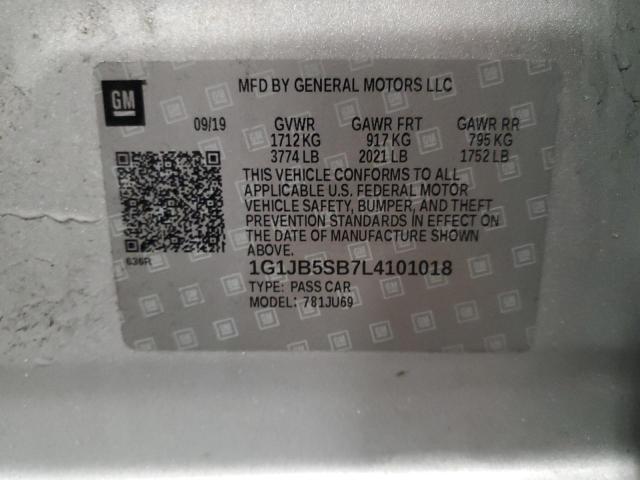 GM
MFD BY GENERAL MOTORS LLC
09/19 GVWR GAWR FRT GAWR RR
1712 KG 917 KG 795 KG
3774 LB 2021 LB 1752 LB
THIS VEHICLE CONFORMS TO ALL
APPLICABLE U.S. FEDERAL MOTOR
VEHICLE SAFETY, BUMPER, AND THEFT
PREVENTION STANDARDS IN EFFECT ON
THE DATE OF MANUFACTURE SHOWN
ABOVE.
636R
1G1JB5SB7L4101018
TYPE: PASS CAR
MODEL: 781JU69